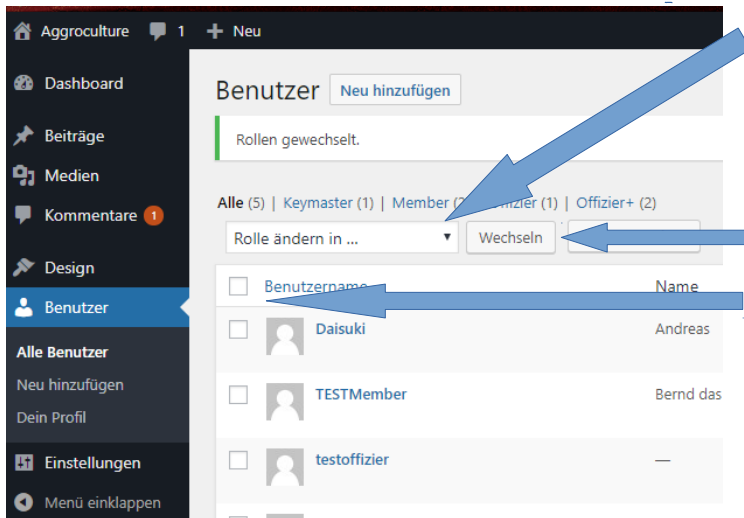 Aggroculture 1 + Neu
Dashboard
Beiträge
Medien
Kommentare 1
Design
Benutzer
Alle Benutzer
Neu hinzufügen
Dein Profil
Einstellungen
Menü einklappen
Benutzer Neu hinzufügen
Rollen gewechselt.
Alle (5) | Keymaster (1) | Member (1) | Offizier+ (2)
Rolle ändern in ... Wechseln
Benutzername Name
Daisuki Andreas
TESTMember Bernd das
testoffizier —